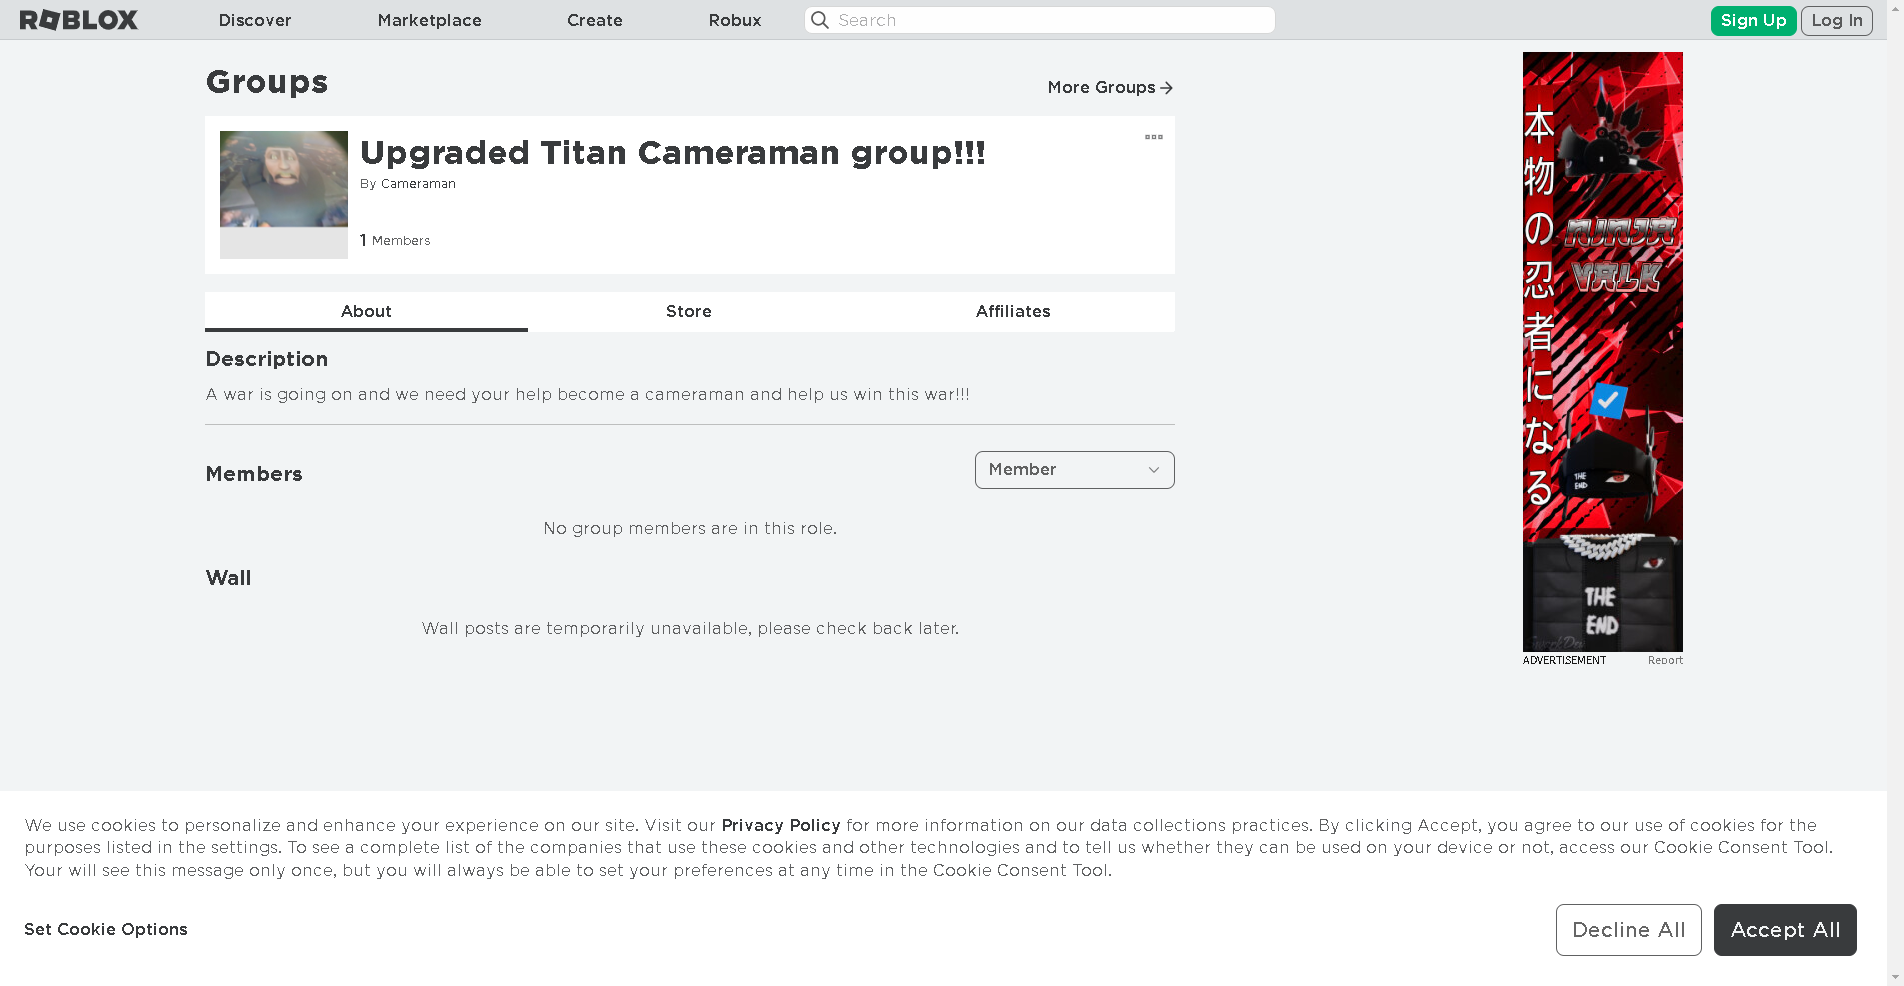 ROBLOX Discover Marketplace Create Robux Search Sign Up Log In
Groups
More Groups
Upgraded Titan Cameraman group!!!
By Cameraman
1 Members
About Store Affiliates
Description
A war is going on and we need your help become a cameraman and help us win this war!!!
Members
Member
No group members are in this role.
Wall
Wall posts are temporarily unavailable, please check back later.
本物の忍者になる
NINJA
VALK
THE
END
THE
END
ADVERTISEMENT Report
We use cookies to personalize and enhance your experience on our site. Visit our Privacy Policy for more information on our data collections practices. By clicking Accept, you agree to our use of cookies for the
purposes listed in the settings. To see a complete list of the companies that use these cookies and other technologies and to tell us whether they can be used on your device or not, access our Cookie Consent Tool.
Your will see this message only once, but you will always be able to set your preferences at any time in the Cookie Consent Tool.
Set Cookie Options
Decline All Accept All